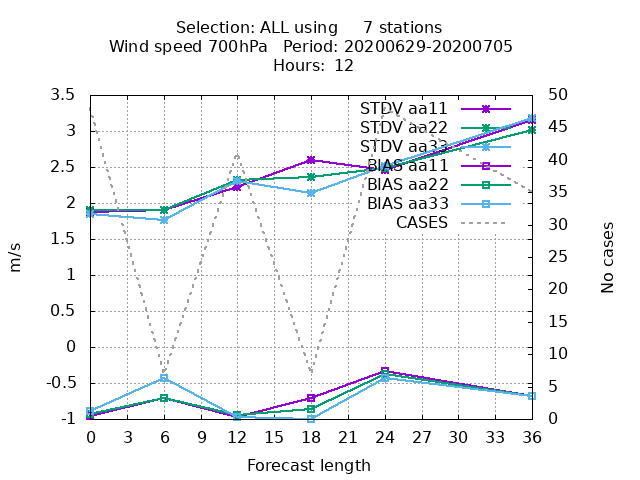 Selection: ALL using 7 stations
Wind speed 700hPa Period: 20200629-20200705
Hours: 12
3.5
3
2.5
2
1.5
1
0.5
0
-0.5
-1
m/s
STDV aa11
STDV aa22
STDV aa33
BIAS aa11
BIAS aa22
BIAS aa33
CASES
50
45
40
35
30
25
20
15
10
5
0
No cases
0 3 6 9 12 15 18 21 24 27 30 33 36
Forecast length